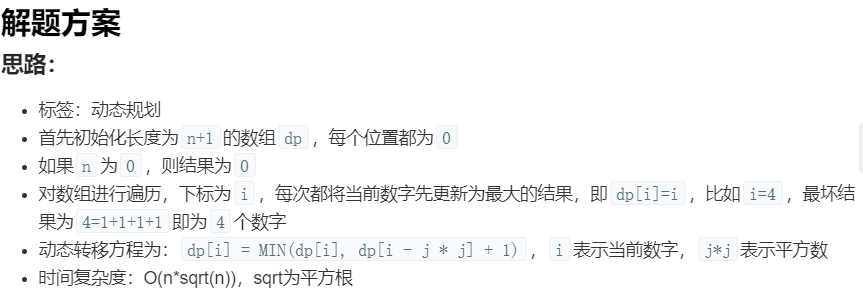 解题方案
思路：
标签：动态规划
首先初始化长度为 n+1 的数组 dp ，每个位置都为 0
如果 n 为 0 ，则结果为 0
对数组进行遍历，下标为 i ，每次都将当前数字先更新为最大的结果，即 dp[i]=i ，比如 i=4 ，最坏结
果为 4=1+1+1+1 即为 4 个数字
动态转移方程为： dp[i] = MIN(dp[i], dp[i - j * j] + 1) ， i 表示当前数字， j*j 表示平方数
时间复杂度：O(n*sqrt(n))，sqrt为平方根